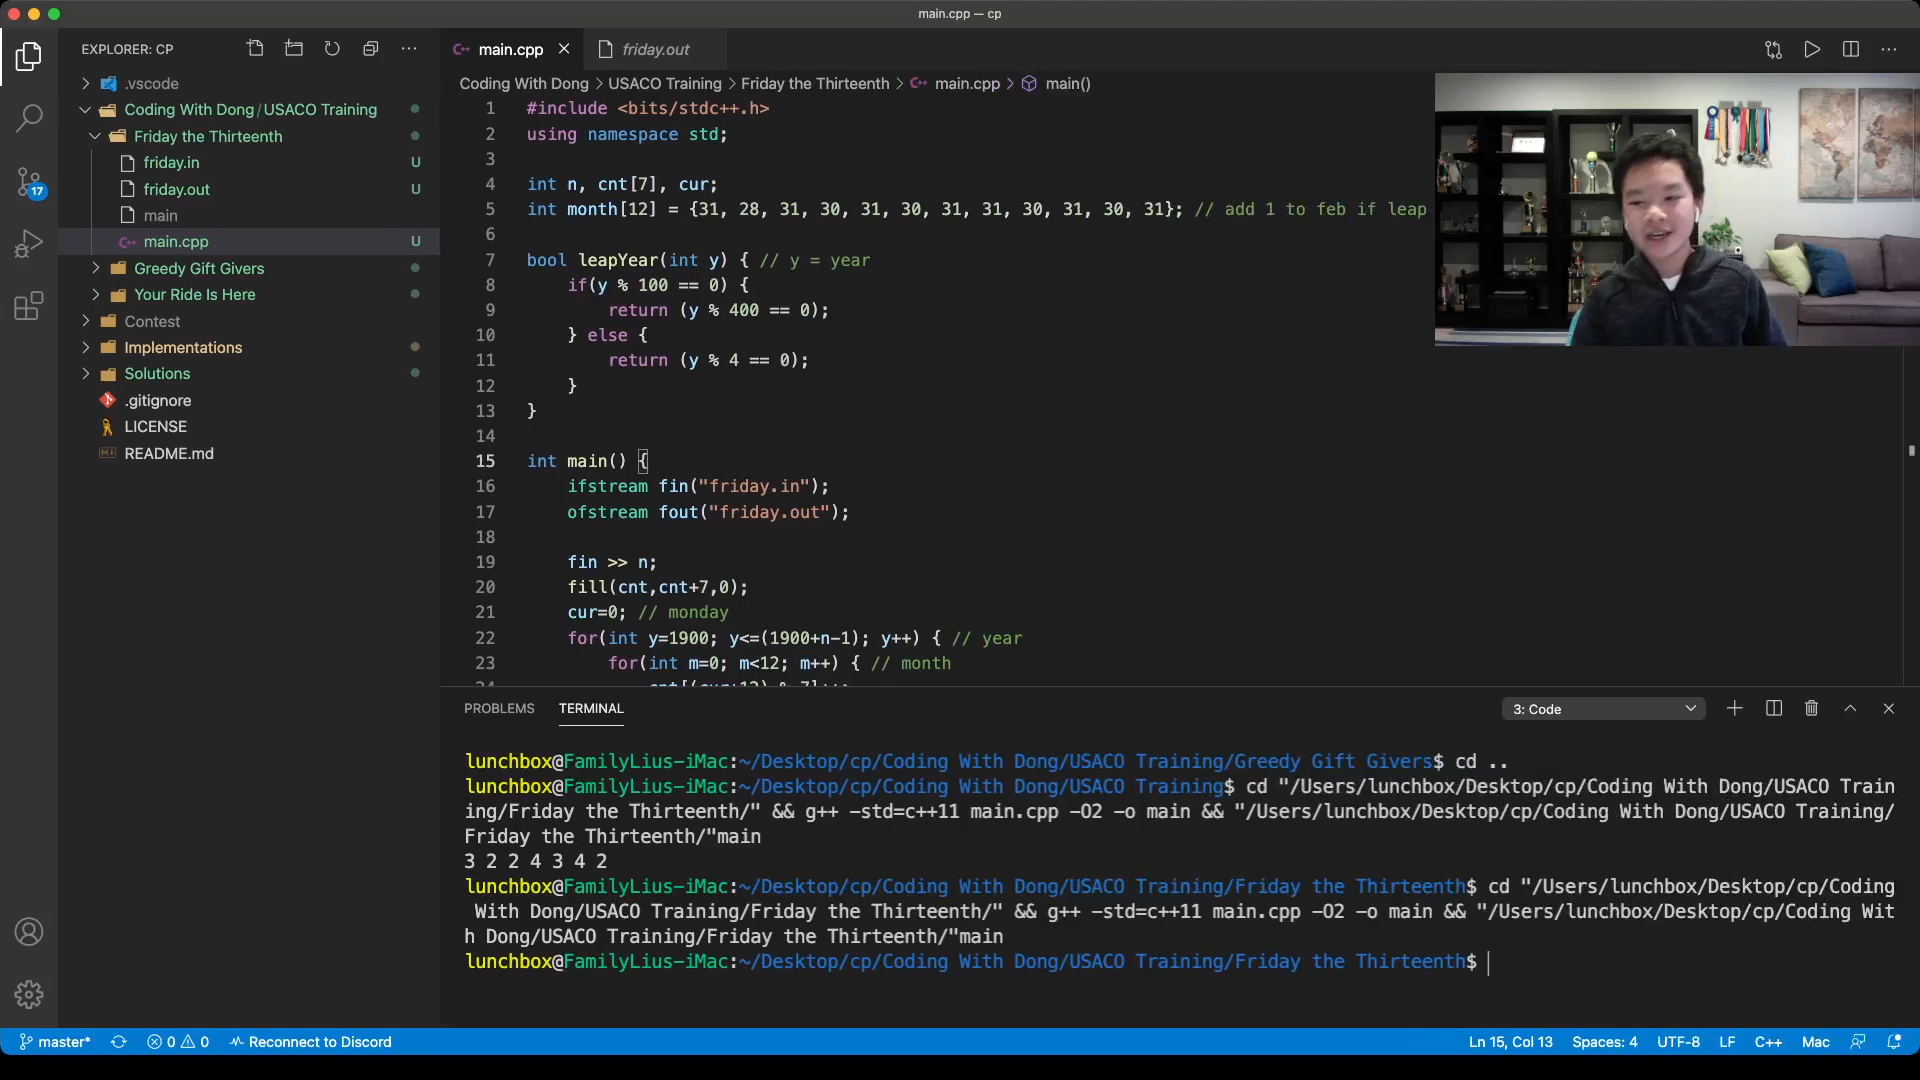 main.cpp — cp
EXPLORER: CP
.vscode
Coding With Dong / USACO Training
Friday the Thirteenth
friday.in U
friday.out U
main
main.cpp U
Greedy Gift Givers
Your Ride Is Here
Contest
Implementations
Solutions
.gitignore
LICENSE
README.md
17
main.cpp
friday.out
Coding With Dong > USACO Training > Friday the Thirteenth > main.cpp > main()
1 #include <bits/stdc++.h>
2 using namespace std;
3
4 int n, cnt[7], cur;
5 int month[12] = {31, 28, 31, 30, 31, 30, 31, 31, 30, 31, 30, 31}; // add 1 to feb if leap
6
7 bool leapYear(int y) { // y = year
8 if(y % 100 == 0) {
9 return (y % 400 == 0);
10 } else {
11 return (y % 4 == 0);
12 }
13 }
14
15 int main() {
16 ifstream fin("friday.in");
17 ofstream fout("friday.out");
18
19 fin >> n;
20 fill(cnt,cnt+7,0);
21 cur=0; // monday
22 for(int y=1900; y<=(1900+n-1); y++) { // year
23 for(int m=0; m<12; m++) { // month
24 cnt[(cur+12) % 7]++;
PROBLEMS
TERMINAL
3: Code
lunchbox@FamilyLius-iMac:~/Desktop/cp/Coding With Dong/USACO Training/Greedy Gift Givers$ cd ..
lunchbox@FamilyLius-iMac:~/Desktop/cp/Coding With Dong/USACO Training$ cd "/Users/lunchbox/Desktop/cp/Coding With Dong/USACO Train
ing/Friday the Thirteenth/" && g++ -std=c++11 main.cpp -O2 -o main && "/Users/lunchbox/Desktop/cp/Coding With Dong/USACO Training/
Friday the Thirteenth/"main
3 2 2 4 3 4 2
lunchbox@FamilyLius-iMac:~/Desktop/cp/Coding With Dong/USACO Training/Friday the Thirteenth$ cd "/Users/lunchbox/Desktop/cp/Coding
With Dong/USACO Training/Friday the Thirteenth/" && g++ -std=c++11 main.cpp -O2 -o main && "/Users/lunchbox/Desktop/cp/Coding Wit
h Dong/USACO Training/Friday the Thirteenth/"main
lunchbox@FamilyLius-iMac:~/Desktop/cp/Coding With Dong/USACO Training/Friday the Thirteenth$
master* 0 0 Reconnect to Discord Ln 15, Col 13 Spaces: 4 UTF-8 LF C++ Mac